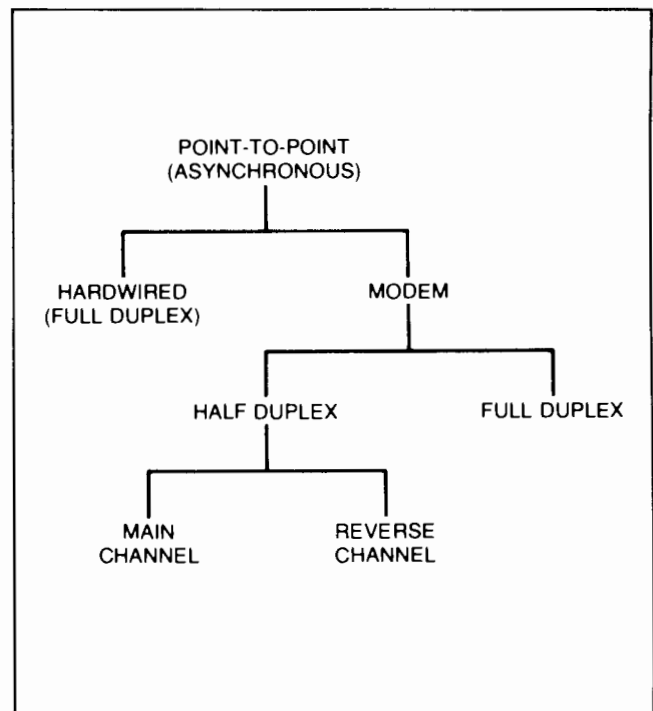 POINT-TO-POINT
(ASYNCHRONOUS)
HARDWIRED
(FULL DUPLEX)
MODEM
HALF DUPLEX
FULL DUPLEX
MAIN
CHANNEL
REVERSE
CHANNEL